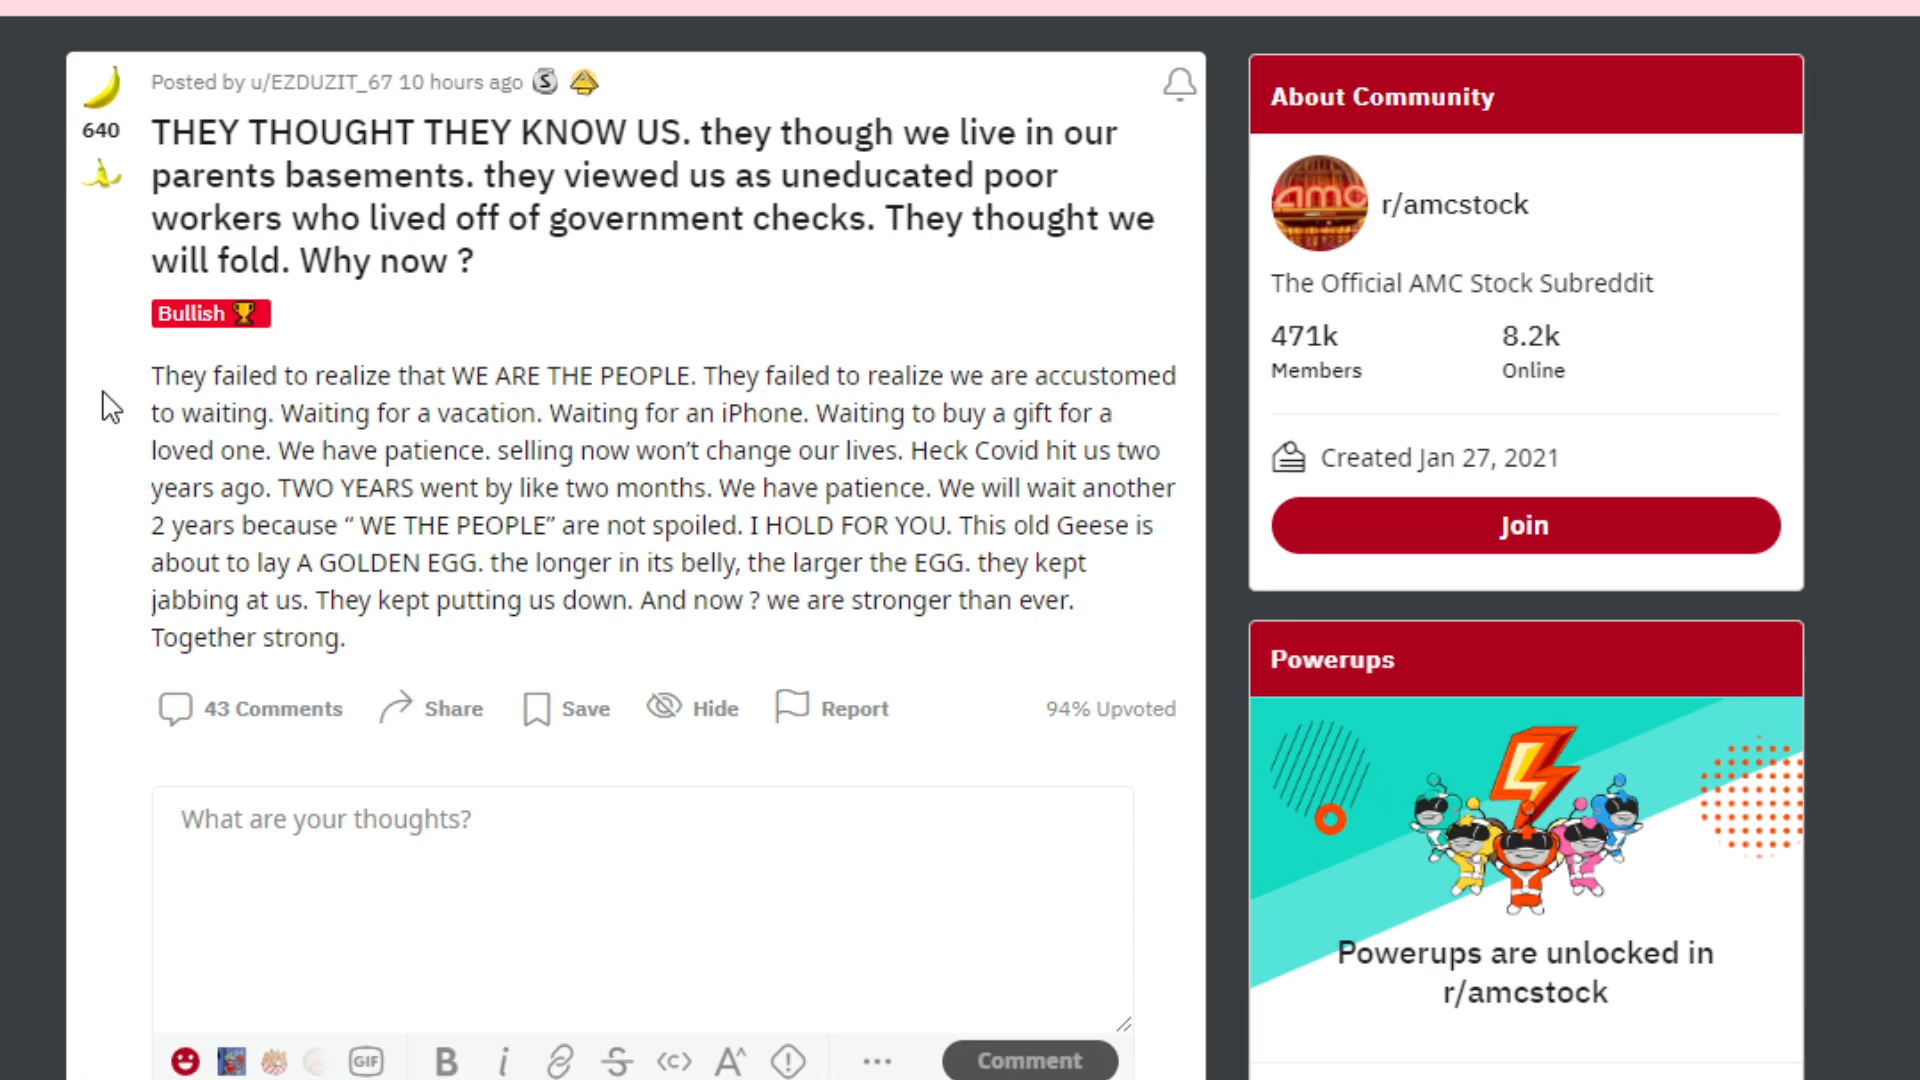 Posted by u/EZDUZIT_67 10 hours ago
640
THEY THOUGHT THEY KNOW US. they though we live in our
parents basements. they viewed us as uneducated poor
workers who lived off of government checks. They thought we
will fold. Why now ?
Bullish
They failed to realize that WE ARE THE PEOPLE. They failed to realize we are accustomed
to waiting. Waiting for a vacation. Waiting for an iPhone. Waiting to buy a gift for a
loved one. We have patience. selling now won’t change our lives. Heck Covid hit us two
years ago. TWO YEARS went by like two months. We have patience. We will wait another
2 years because “ WE THE PEOPLE” are not spoiled. I HOLD FOR YOU. This old Geese is
about to lay A GOLDEN EGG. the longer in its belly, the larger the EGG. they kept
jabbing at us. They kept putting us down. And now ? we are stronger than ever.
Together strong.
43 Comments Share Save Hide Report 94% Upvoted
What are your thoughts?
GIF B i <c> A Comment
About Community
amc
r/amcstock
The Official AMC Stock Subreddit
471k 8.2k
Members Online
Created Jan 27, 2021
Join
Powerups
Powerups are unlocked in
r/amcstock